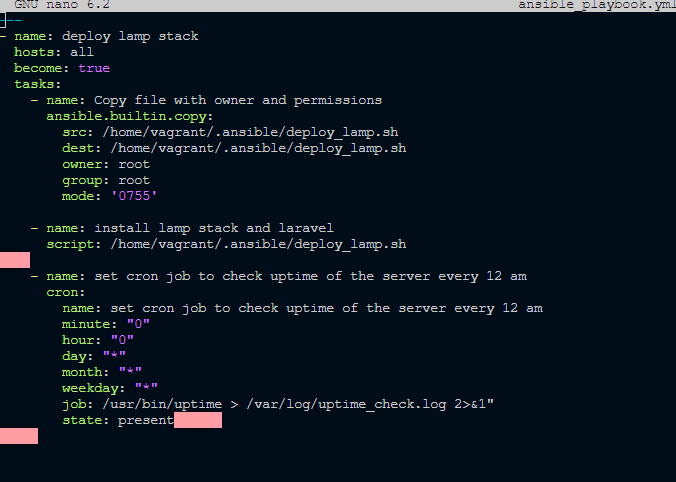 GNU nano 6.2 ansible_playbook.yml
---
- name: deploy lamp stack
  hosts: all
  become: true
  tasks:
    - name: Copy file with owner and permissions
      ansible.builtin.copy:
        src: /home/vagrant/.ansible/deploy_lamp.sh
        dest: /home/vagrant/.ansible/deploy_lamp.sh
        owner: root
        group: root
        mode: '0755'
    - name: install lamp stack and laravel
      script: /home/vagrant/.ansible/deploy_lamp.sh
    - name: set cron job to check uptime of the server every 12 am
      cron:
        name: set cron job to check uptime of the server every 12 am
        minute: "0"
        hour: "0"
        day: "*"
        month: "*"
        weekday: "*"
        job: /usr/bin/uptime > /var/log/uptime_check.log 2>&1"
        state: present